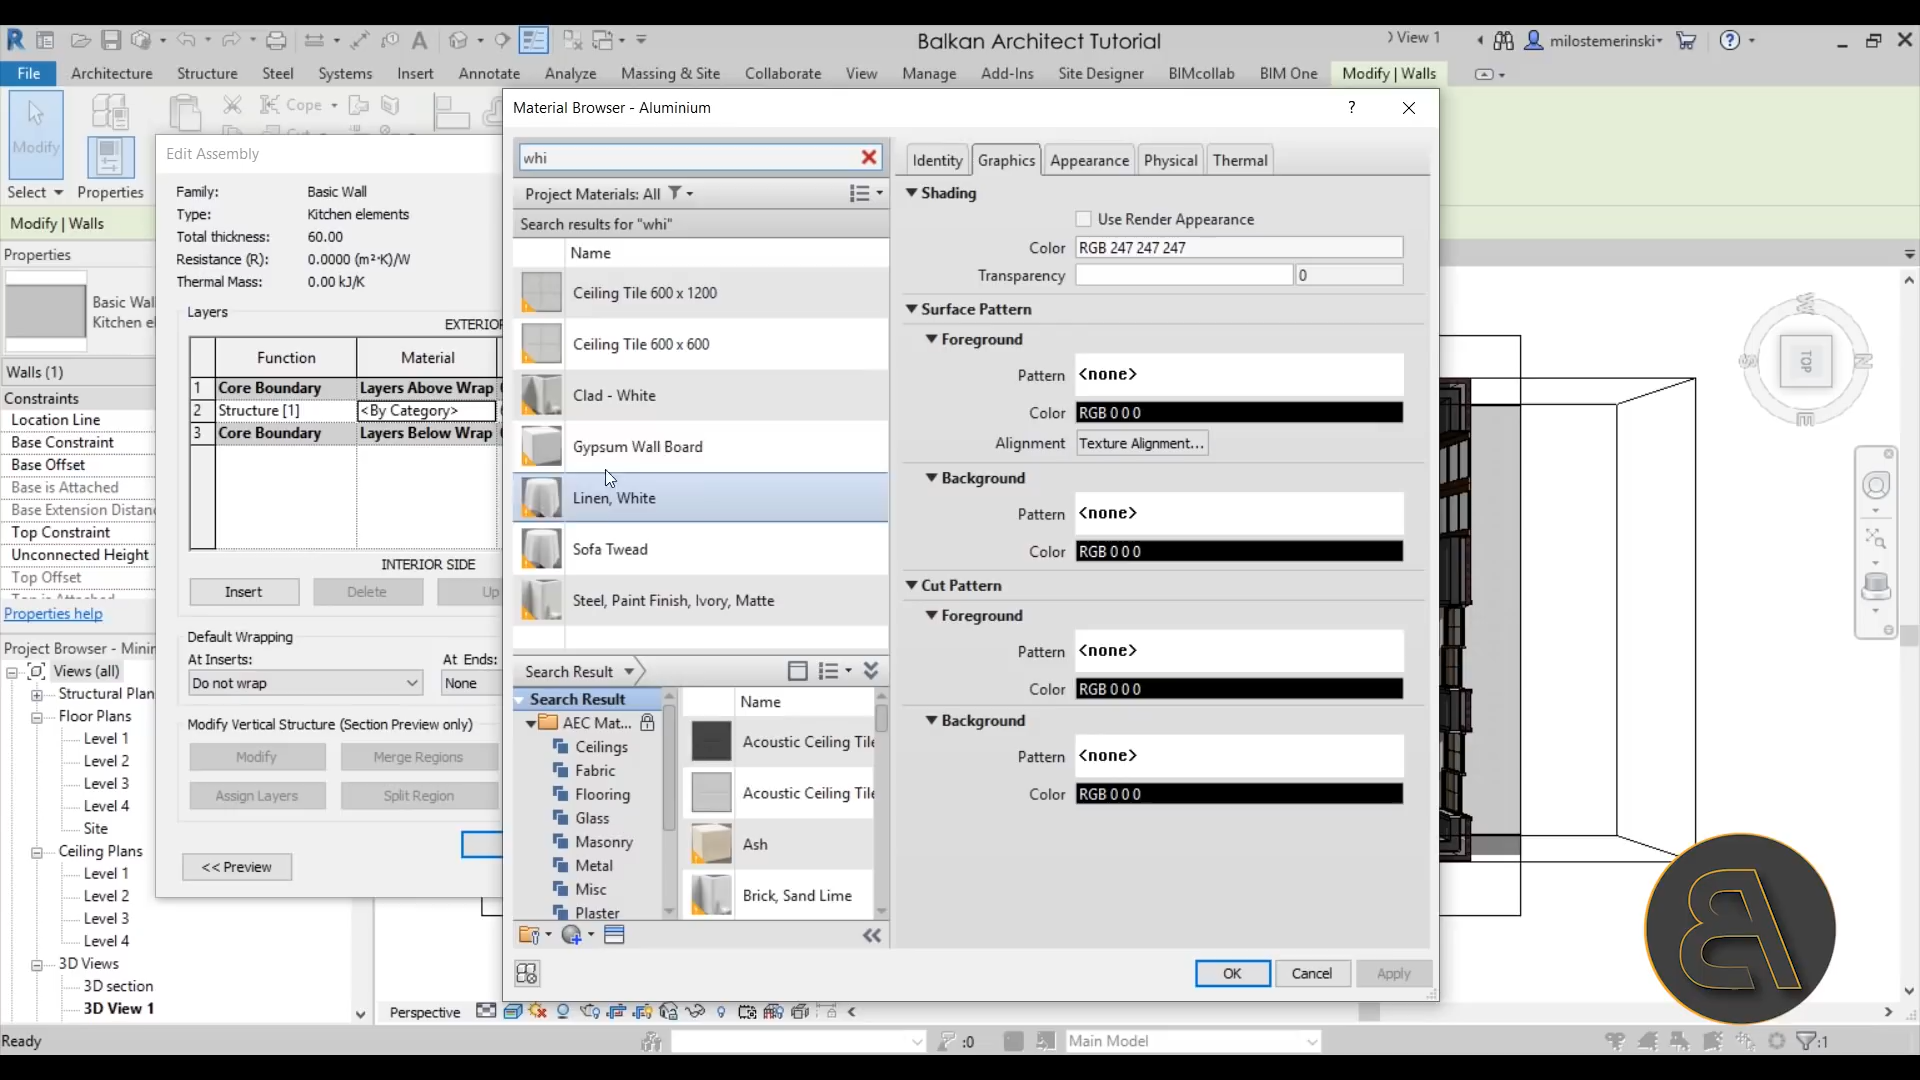 Balkan Architect Tutorial
View 1
milostemerinski
File
Architecture
Structure
Steel
Systems
Insert
Annotate
Analyze
Massing & Site
Collaborate
View
Manage
Add-Ins
Site Designer
BIMcollab
BIM One
Modify | Walls
Cope
Modify
Select
Properties
Modify | Walls
Properties
Basic Wal
Kitchen el
Walls (1)
Constraints
Location Line
Base Constraint
Base Offset
Base is Attached
Base Extension Distanc
Top Constraint
Unconnected Height
Top Offset
Properties help
Project Browser - Minin
Views (all)
Structural Plan
Floor Plans
Level 1
Level 2
Level 3
Level 4
Site
Ceiling Plans
Level 1
Level 2
Level 3
Level 4
3D Views
3D section
3D View 1
Edit Assembly
Family:
Basic Wall
Type:
Kitchen elements
Total thickness:
60.00
Resistance (R):
0.0000 (m²·K)/W
Thermal Mass:
0.00 kJ/K
Layers
EXTERIOR
Function
Material
1 Core Boundary Layers Above Wrap
2 Structure [1] <By Category>
3 Core Boundary Layers Below Wrap
INTERIOR SIDE
Insert
Delete
Up
Default Wrapping
At Inserts:
At Ends:
Do not wrap
None
Modify Vertical Structure (Section Preview only)
Modify
Merge Regions
Assign Layers
Split Region
<< Preview
Material Browser - Aluminium
?
whi
Project Materials: All
Search results for "whi"
Name
Ceiling Tile 600 x 1200
Ceiling Tile 600 x 600
Clad - White
Gypsum Wall Board
Linen, White
Sofa Twead
Steel, Paint Finish, Ivory, Matte
Search Result
Search Result
AEC Mat...
Ceilings
Fabric
Flooring
Glass
Masonry
Metal
Misc
Plaster
Name
Acoustic Ceiling Tile
Acoustic Ceiling Tile
Ash
Brick, Sand Lime
Identity
Graphics
Appearance
Physical
Thermal
Shading
Use Render Appearance
Color
RGB 247 247 247
Transparency
0
Surface Pattern
Foreground
Pattern
<none>
Color
RGB 0 0 0
Alignment
Texture Alignment...
Background
Pattern
<none>
Color
RGB 0 0 0
Cut Pattern
Foreground
Pattern
<none>
Color
RGB 0 0 0
Background
Pattern
<none>
Color
RGB 0 0 0
OK
Cancel
Apply
TOP
W
N
S
E
Perspective
Ready
:0
Main Model
:1